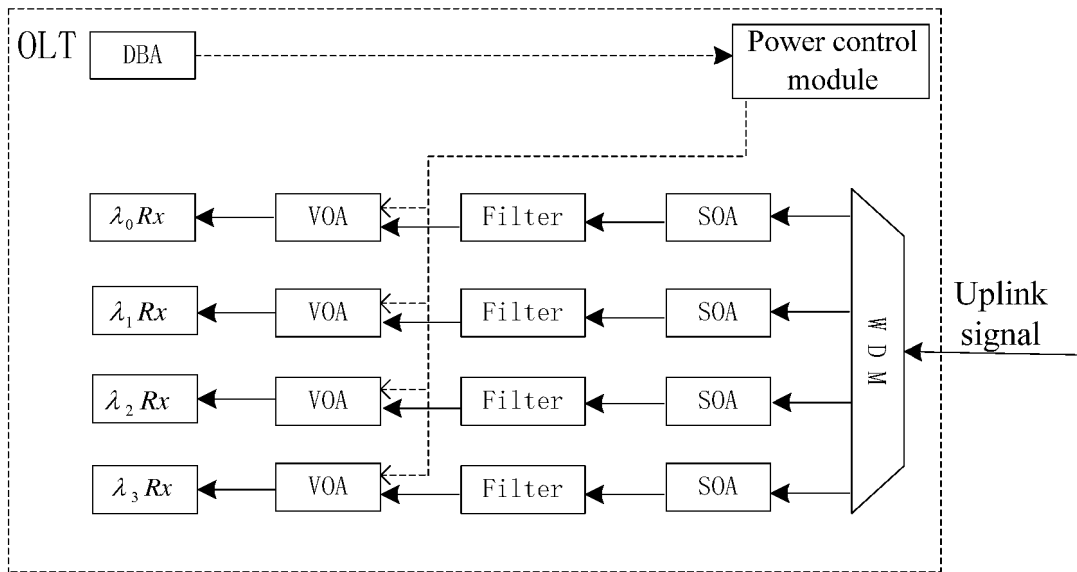 OLT
DBA
Power control
module
λ₀ Rx
VOA
Filter
SOA
λ₁ Rx
VOA
Filter
SOA
λ₂ Rx
VOA
Filter
SOA
λ₃ Rx
VOA
Filter
SOA
WDM
Uplink
signal